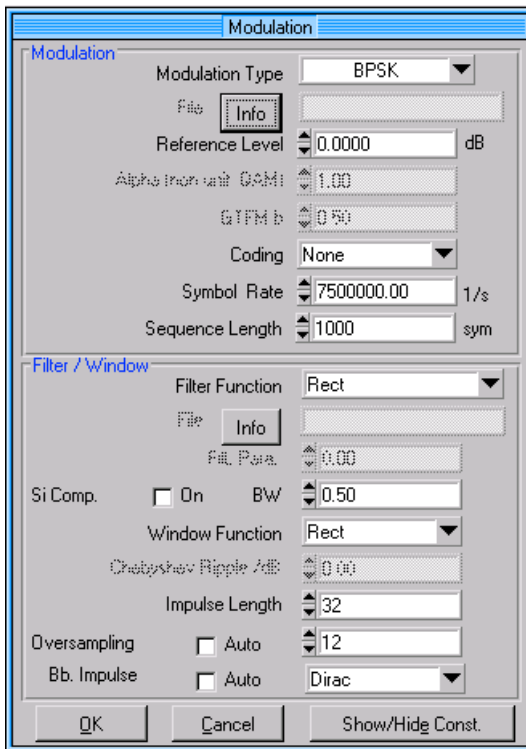 Modulation
Modulation
Modulation Type BPSK
File Info
Reference Level 0.0000 dB
Alpha (non unit QAM) 1.00
GTFM b 0.50
Coding None
Symbol Rate 7500000.00 1/s
Sequence Length 1000 sym
Filter / Window
Filter Function Rect
File Info
Filt. Para. 0.00
Si Comp. On BW 0.50
Window Function Rect
Chebyshev Ripple /dB 0.00
Impulse Length 32
Oversampling Auto 12
Bb. Impulse Auto Dirac
OK Cancel Show/Hide Const.